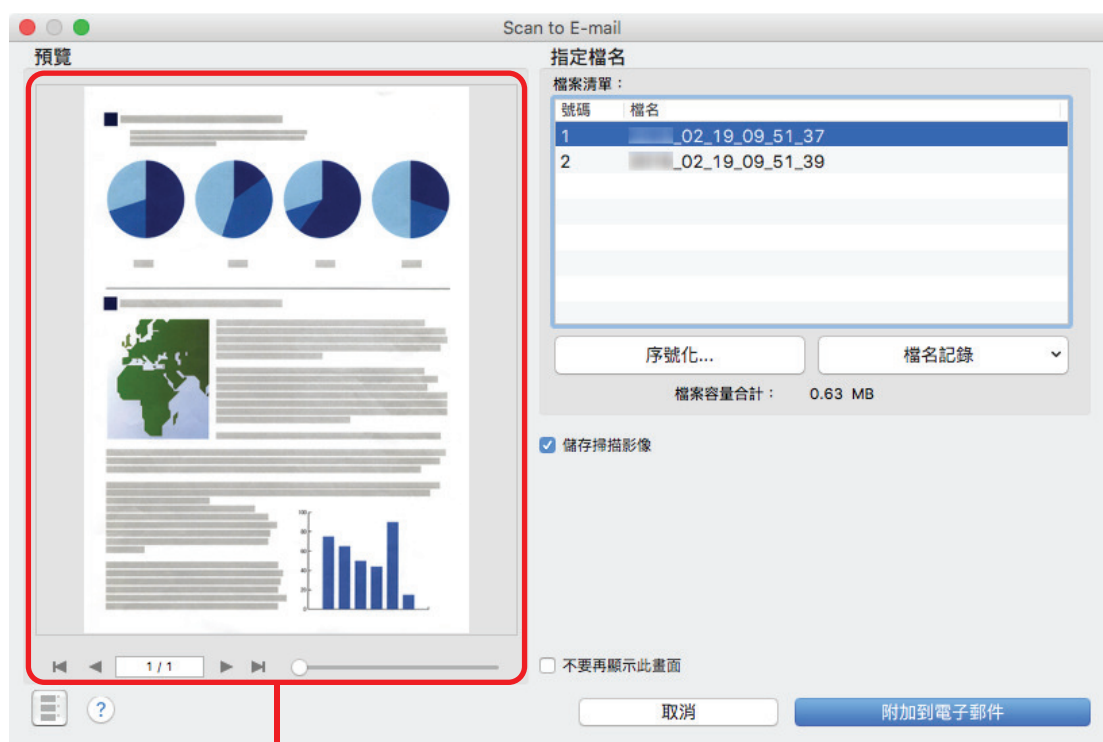 Scan to E-mail
預覽
1 / 1
指定檔名
檔案清單：
號碼 檔名
1 _02_19_09_51_37
2 _02_19_09_51_39
序號化...
檔名記錄
檔案容量合計： 0.63 MB
儲存掃描影像
不要再顯示此畫面
?
取消
附加到電子郵件